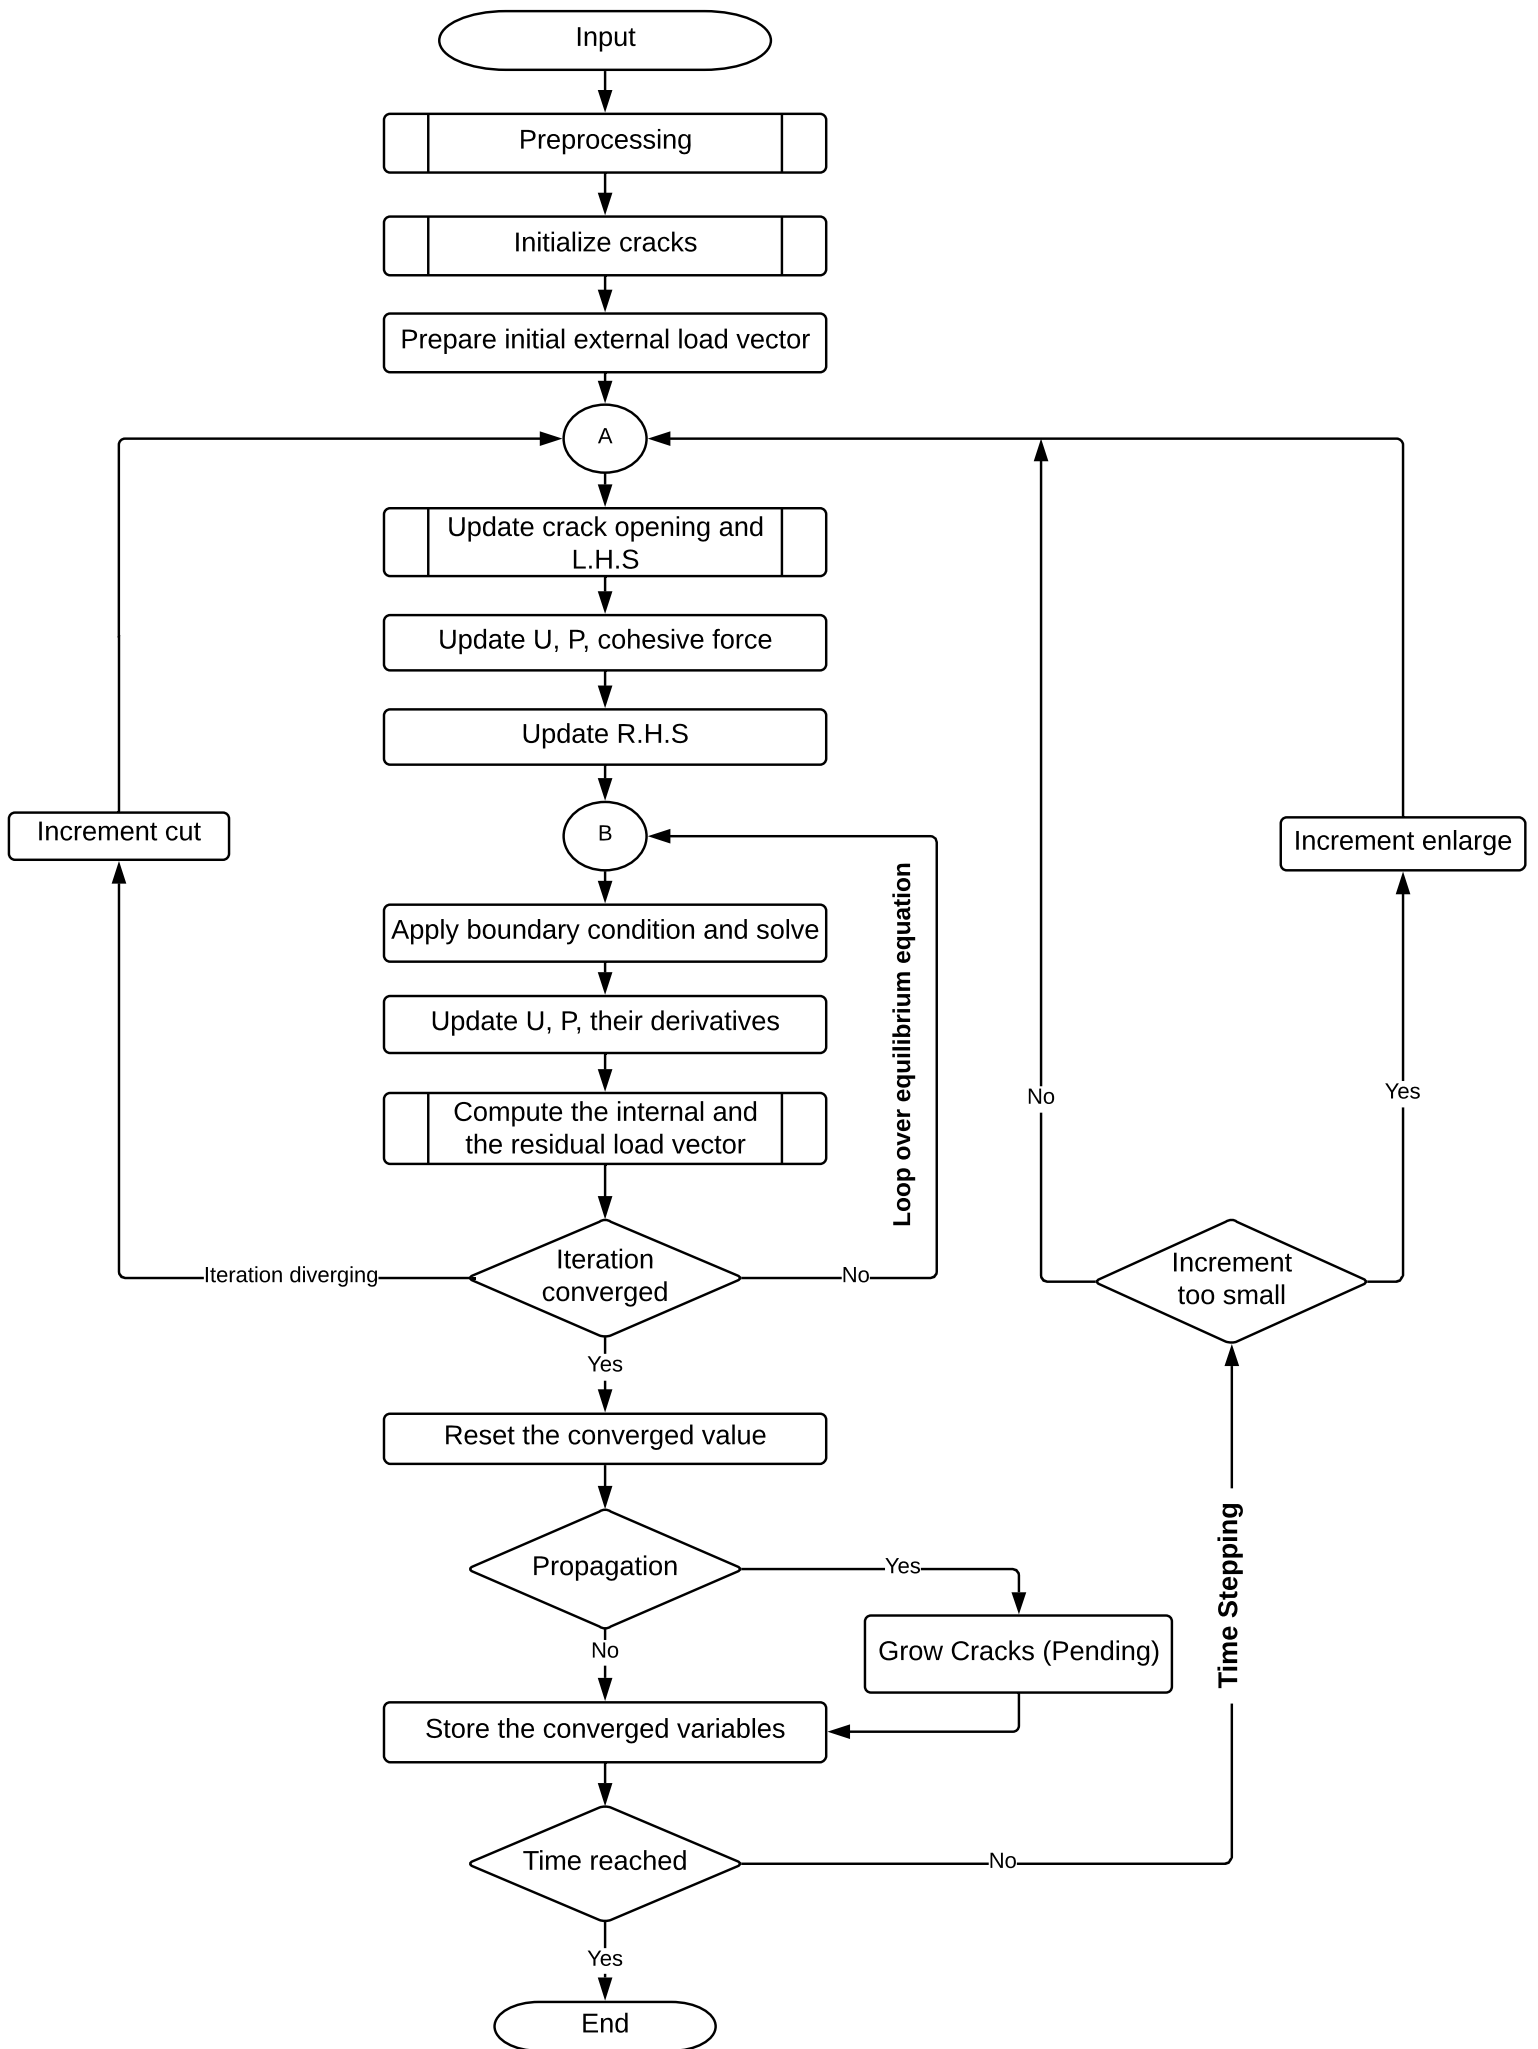 Input
Preprocessing
Initialize cracks
Prepare initial external load vector
A
Update crack opening and
L.H.S
Update U, P, cohesive force
Update R.H.S
Increment cut
B
Increment enlarge
Apply boundary condition and solve
Loop over equilibrium equation
Update U, P, their derivatives
No
Yes
Compute the internal and
the residual load vector
Iteration diverging
Iteration
converged
No
Increment
too small
Yes
Reset the converged value
Propagation
Yes
Time Stepping
No
Grow Cracks (Pending)
Store the converged variables
Time reached
No
Yes
End